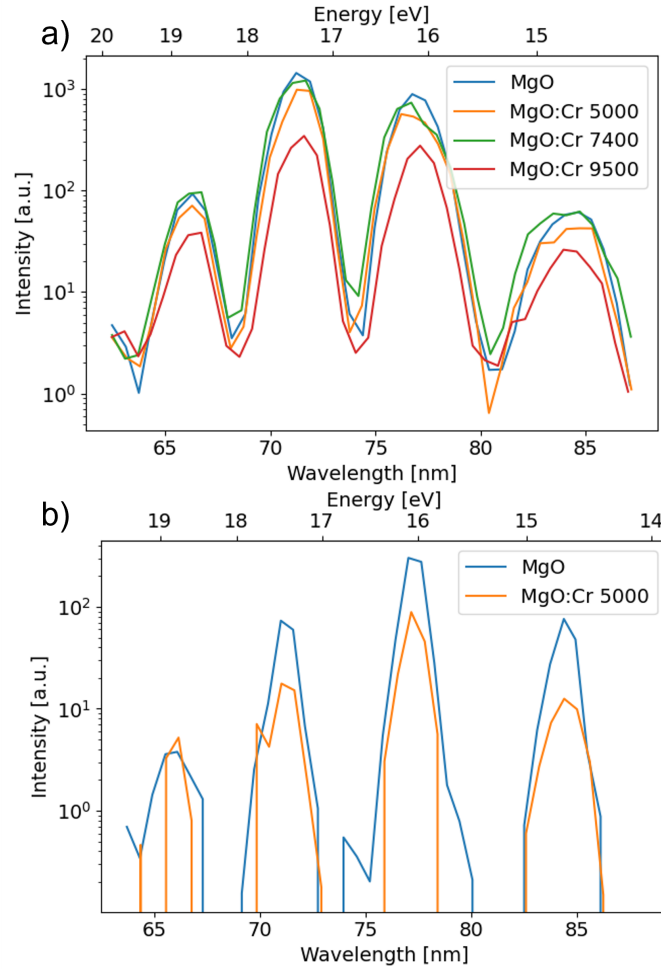 a)
Energy [eV]
20 19 18 17 16 15
10³
10²
10¹
10⁰
Intensity [a.u.]
MgO
MgO:Cr 5000
MgO:Cr 7400
MgO:Cr 9500
65 70 75 80 85
Wavelength [nm]
b)
Energy [eV]
19 18 17 16 15 14
10²
10¹
10⁰
Intensity [a.u.]
MgO
MgO:Cr 5000
65 70 75 80 85
Wavelength [nm]